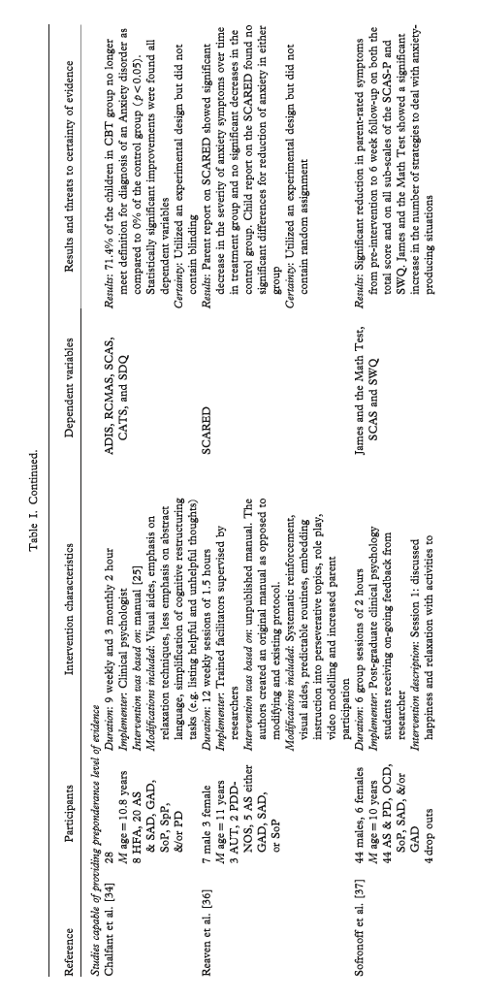 Table I. Continued.
Reference
Participants
Intervention characteristics
Dependent variables
Results and threats to certainty of evidence
Studies capable of providing preponderance level of evidence
Chalfant et al. [34]
28
M age=10.8 years
8 HFA, 20 AS
& SAD, GAD,
SoP, SpP,
&/or PD
Duration: 9 weekly and 3 monthly 2 hour
Implementer: Clinical psychologist
Intervention was based on: manual [25]
Modifications included: Visual aides, emphasis on
relaxation techniques, less emphasis on abstract
language, simplification of cognitive restructuring
tasks (e.g. listing helpful and unhelpful thoughts)
ADIS, RCMAS, SCAS,
CATS, and SDQ
Results: 71.4% of the children in CBT group no longer
meet definition for diagnosis of an Anxiety disorder as
compared to 0% of the control group (p<0.05).
Statistically significant improvements were found all
dependent variables
Certainty: Utilized an experimental design but did not
contain blinding
Reaven et al. [36]
7 male 3 female
M age=11 years
3 AUT, 2 PDD-
NOS, 5 AS either
GAD, SAD,
or SoP
Duration: 12 weekly sessions of 1.5 hours
Implementer: Trained facilitators supervised by
researchers
Intervention was based on: unpublished manual. The
authors created an original manual as opposed to
modifying and existing protocol.
Modifications included: Systematic reinforcement,
visual aides, predictable routines, embedding
instruction into perseverative topics, role play,
video modelling and increased parent
participation
SCARED
Results: Parent report on SCARED showed significant
decrease in the severity of anxiety symptoms over time
in treatment group and no significant decreases in the
control group. Child report on the SCARED found no
significant differences for reduction of anxiety in either
group
Certainty: Utilized an experimental design but did not
contain random assignment
Sofronoff et al. [37]
44 males, 6 females
M age=10 years
44 AS & PD, OCD,
SoP, SAD, &/or
GAD
4 drop outs
Duration: 6 group sessions of 2 hours
Implementer: Post-graduate clinical psychology
students receiving on-going feedback from
researcher
Intervention description: Session 1: discussed
happiness and relaxation with activities to
James and the Math Test,
SCAS and SWQ
Results: Significant reduction in parent-rated symptoms
from pre-intervention to 6 week follow-up on both the
total score and on all sub-scales of the SCAS-P and
SWQ. James and the Math Test showed a significant
increase in the number of strategies to deal with anxiety-
producing situations